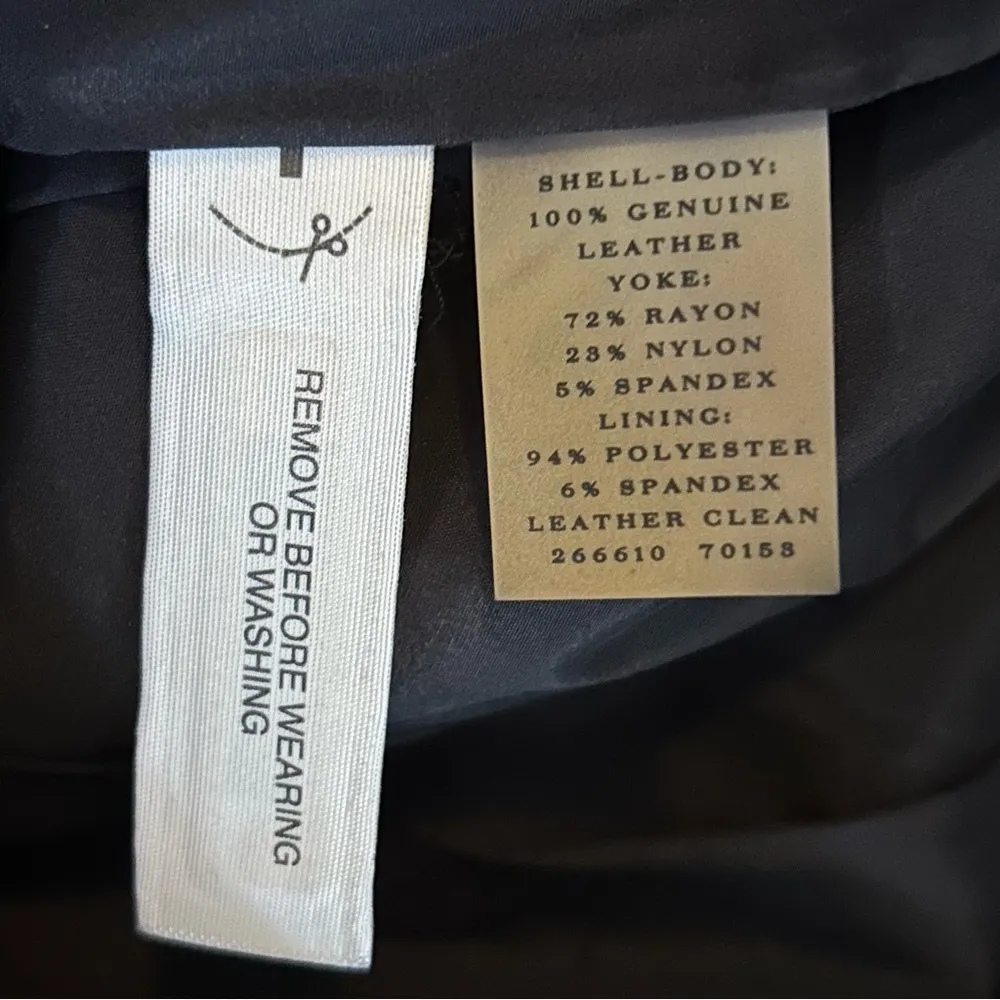 REMOVE BEFORE WEARING
OR WASHING
SHELL-BODY:
100% GENUINE
LEATHER
YOKE:
72% RAYON
23% NYLON
5% SPANDEX
LINING:
94% POLYESTER
6% SPANDEX
LEATHER CLEAN
266610 70153